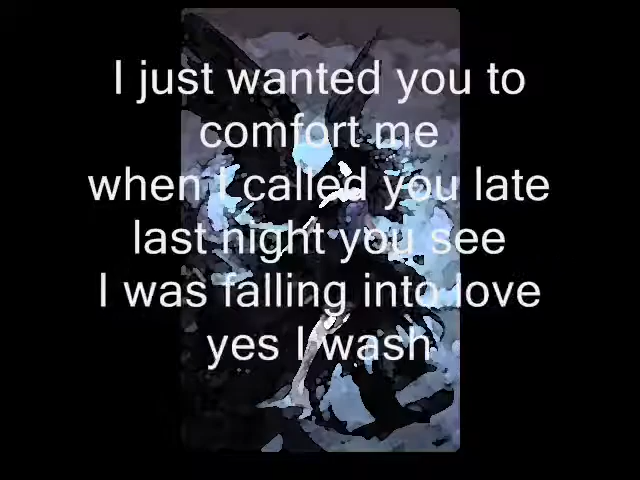 I just wanted you to
comfort me
when I called you late
last night you see
I was falling into love
yes I wash